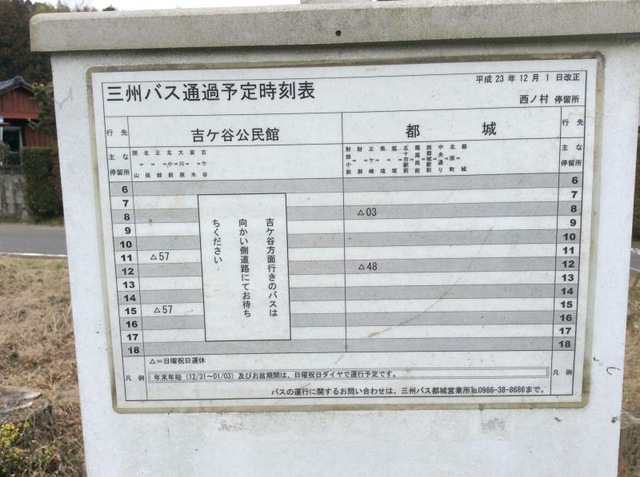 三州バス通過予定時刻表
平成 23 年 12 月 1 日改正
西ノ村 停留所
行先
吉ケ谷公民館
都 城
行先
主な停留所
主な停留所
6
7
8
9
10
11 △57
12
13
14
15 △57
16
17
18
吉ケ谷方面行きのバスは
向かい側道路にてお待ち
ちください
6
7
△03 8
9
10
11
△48 12
13
14
15
16
17
18
凡例
△＝日曜祝日運休
年末年始（12/31～01/03）及びお盆期間は、日曜祝日ダイヤで運行予定です。
凡例
バスの運行に関するお問い合わせは、三州バス都城営業所℡0986-38-8686まで。